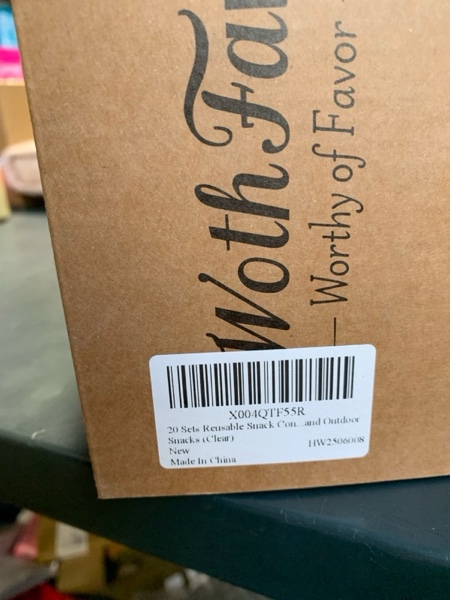 Woth Fa
— Worthy of Favor
X004QTF55R
20 Sets Reusable Snack Con...and Outdoor
Snacks (Clear)
New
HW2506008
Made In China